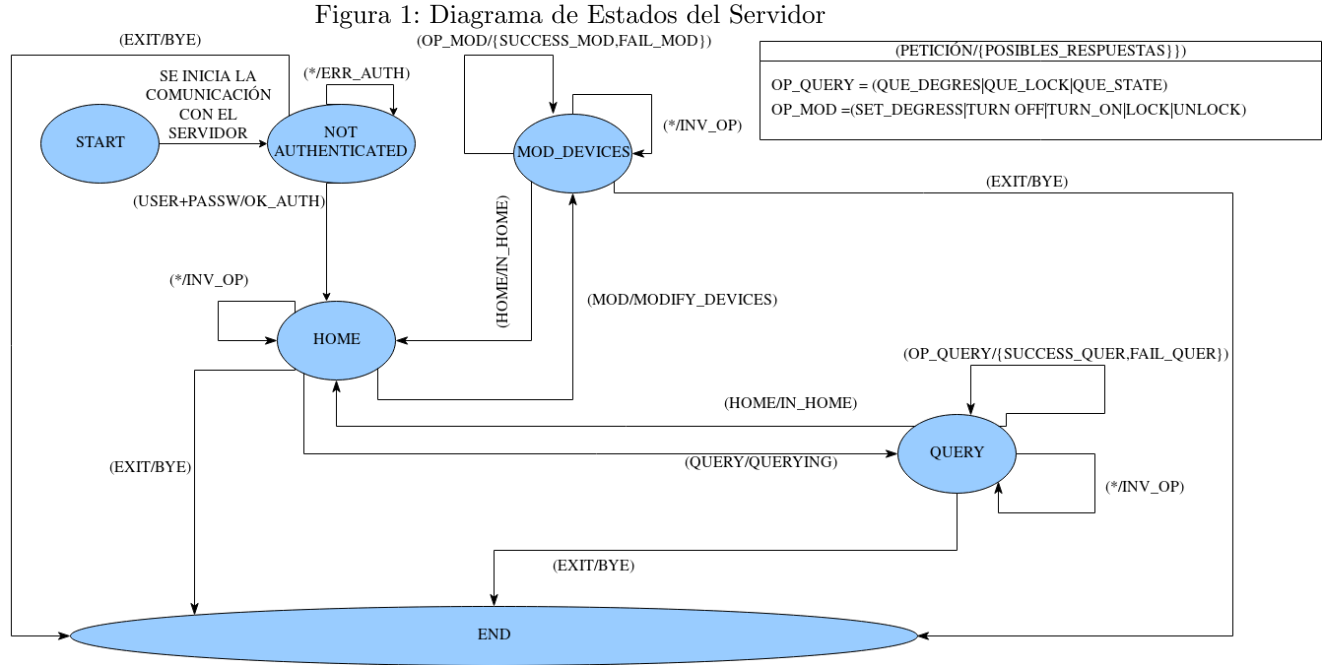 Figura 1: Diagrama de Estados del Servidor
(EXIT/BYE)
(OP_MOD/{SUCCESS_MOD,FAIL_MOD})
(PETICIÓN/{POSIBLES_RESPUESTAS}})
OP_QUERY = (QUE_DEGRES|QUE_LOCK|QUE_STATE)
OP_MOD =(SET_DEGRESS|TURN OFF|TURN_ON|LOCK|UNLOCK)
SE INICIA LA
COMUNICACIÓN
CON EL
SERVIDOR
(*/ERR_AUTH)
START
NOT
AUTHENTICATED
MOD_DEVICES
(*/INV_OP)
(EXIT/BYE)
(USER+PASSW/OK_AUTH)
(HOME/IN_HOME)
(*/INV_OP)
(MOD/MODIFY_DEVICES)
HOME
(OP_QUERY/{SUCCESS_QUER,FAIL_QUER})
(HOME/IN_HOME)
QUERY
(QUERY/QUERYING)
(EXIT/BYE)
(*/INV_OP)
(EXIT/BYE)
END